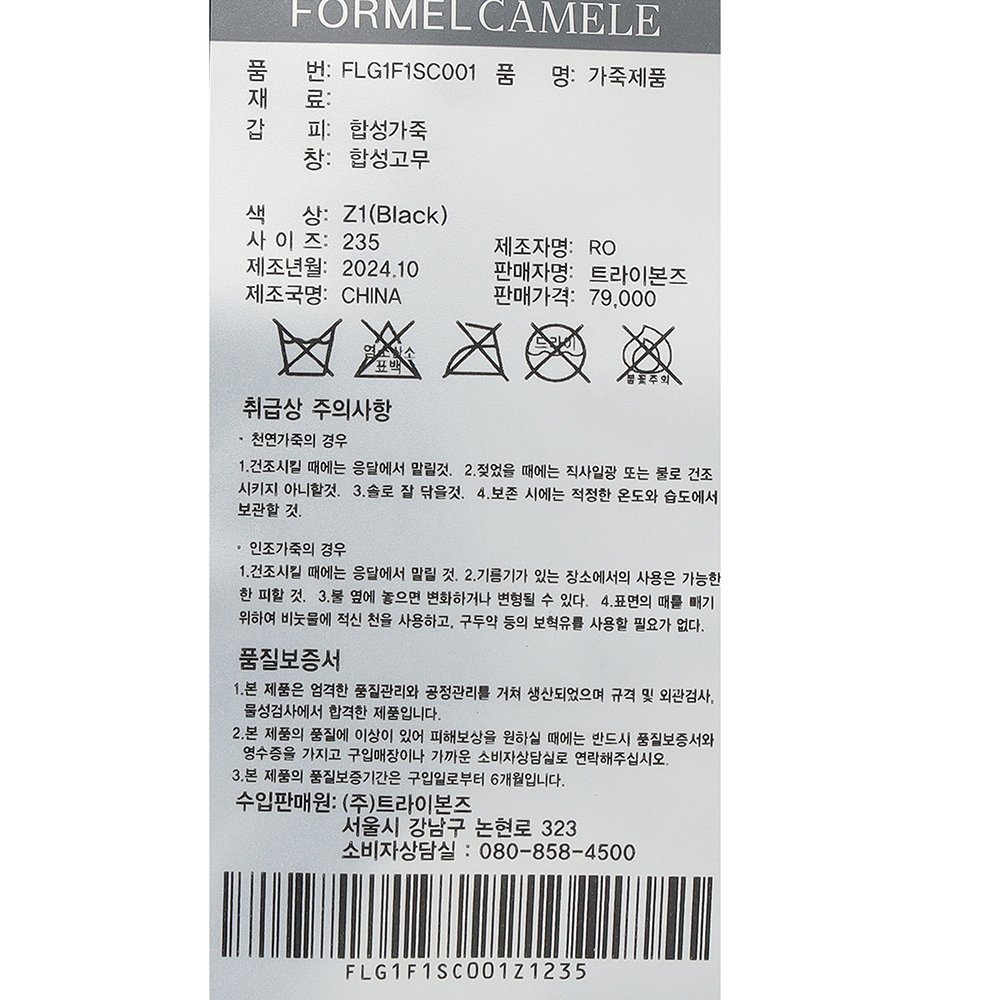 FORMEL CAMELE
품 번: FLG1F1SC001 품 명: 가죽제품
재 료:
갑 피: 합성가죽
창: 합성고무
색 상: Z1(Black)
사 이 즈: 235 제조자명: RO
제조년월: 2024.10 판매자명: 트라이본즈
제조국명: CHINA 판매가격: 79,000
염소산소 드라이
표백 불꽃주의
취급상 주의사항
· 천연가죽의 경우
1.건조시킬 때에는 응달에서 말릴것. 2.젖었을 때에는 직사일광 또는 불로 건조
시키지 아니할것. 3.솔로 잘 닦을것. 4.보존 시에는 적정한 온도와 습도에서
보관할 것.
· 인조가죽의 경우
1.건조시킬 때에는 응달에서 말릴 것. 2.기름기가 있는 장소에서의 사용은 가능한
한 피할 것. 3.불 옆에 놓으면 변화하거나 변형될 수 있다. 4.표면의 때를 빼기
위하여 비눗물에 적신 천을 사용하고, 구두약 등의 보혁유를 사용할 필요가 없다.
품질보증서
1.본 제품은 엄격한 품질관리와 공정관리를 거쳐 생산되었으며 규격 및 외관검사,
물성검사에서 합격한 제품입니다.
2.본 제품의 품질에 이상이 있어 피해보상을 원하실 때에는 반드시 품질보증서와
영수증을 가지고 구입매장이나 가까운 소비자상담실로 연락해주십시오.
3.본 제품의 품질보증기간은 구입일로부터 6개월입니다.
수입판매원: (주)트라이본즈
서울시 강남구 논현로 323
소비자상담실 : 080-858-4500
FLG1F1SC001Z1235